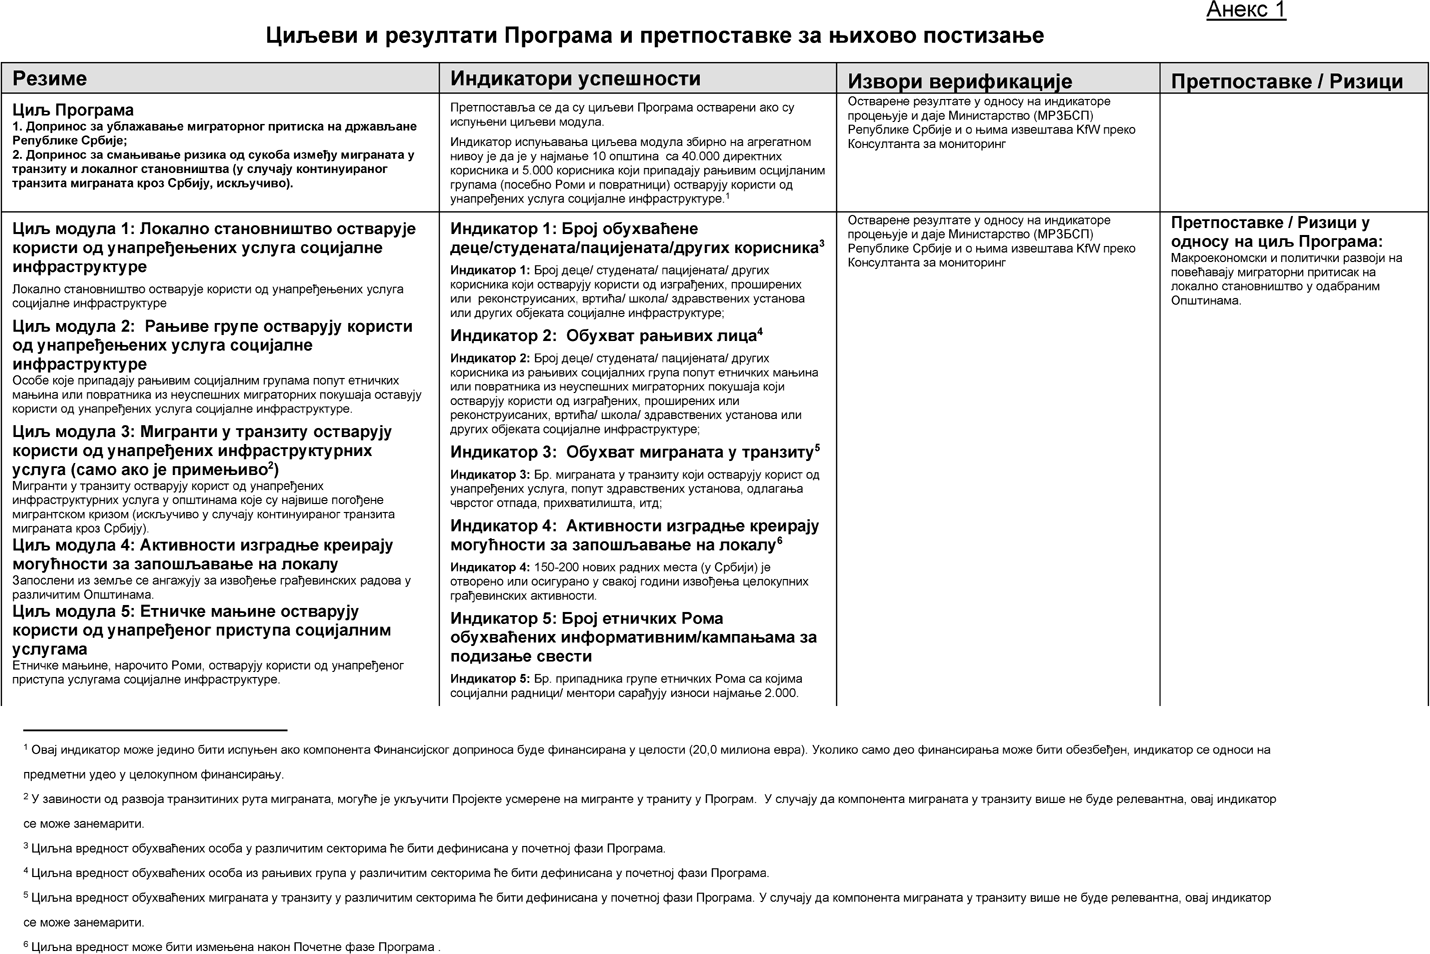 Анекс 1
Циљеви и резултати Програма и претпоставке за њихово постизање
Резиме
Индикатори успешности
Извори верификације
Претпоставке / Ризици
Циљ Програма
1. Допринос за ублажавање миграторног притиска на држављане
Републике Србије;
2. Допринос за смањивање ризика од сукоба између миграната у
транзиту и локалног становништва (у случају континуираног
транзита миграната кроз Србију, искључиво).
Претпоставља се да су циљеви Програма остварени ако су
испуњени циљеви модула.
Индикатор испуњавања циљева модула збирно на агрегатном
нивоу је да је у најмање 10 општина  са 40.000 директних
корисника и 5.000 корисника који припадају рањивим осцијланим
групама (посебно Роми и повратници) остварују користи од
унапређених услуга социјалне инфраструктуре.1
Остварене резултате у односу на индикаторе
процењује и даје Министарство (МРЗБСП)
Републике Србије и о њима извештава KfW преко
Консултанта за мониторинг
Циљ модула 1: Локално становништво остварује
користи од унапређењених услуга социјалне
инфраструктуре
Локално становништво остварује користи од унапређењених услуга
социјалне инфраструктуре
Циљ модула 2:  Рањиве групе остварују користи
од унапређењених услуга социјалне
инфраструктуре
Особе које припадају рањивим социјалним групама попут етничких
мањина или повратника из неуспешних миграторних покушаја оставују
користи од унапређених услуга социјалне инфраструктуре.
Циљ модула 3: Мигранти у транзиту остварују
користи од унапређених инфраструктурних
услуга (само ако је примењиво2)
Мигранти у транзиту остварују корист од унапређених
инфраструктурних услуга у општинама које су највише погођене
мигрантском кризом (искључиво у случају континуираног транзита
миграната кроз Србију).
Циљ модула 4: Активности изградње креирају
могућности за запошљавање на локалу
Запослени из земље се ангажују за извођење грађевинских радова у
различитим Општинама.
Циљ модула 5: Етничке мањине остварују
користи од унапређеног приступа социјалним
услугама
Етничке мањине, нарочито Роми, остварују користи од унапређеног
приступа услугама социјалне инфраструктуре.
Индикатор 1: Број обухваћене
деце/студената/пацијената/других корисника3
Индикатор 1: Број деце/ студената/ пацијената/ других
корисника који остварују користи од изграђених, проширених
или  реконструисаних, вртића/ школа/ здравствених установа
или других објеката социјалне инфраструктуре;
Индикатор 2:  Обухват рањивих лица4
Индикатор 2: Број деце/ студената/ пацијената/ других
корисника из рањивих социјалних група попут етничких мањина
или повратника из неуспешних миграторних покушаја који
остварују користи од изграђених, проширених или
реконструисаних, вртића/ школа/ здравствених установа или
других објеката социјалне инфраструктуре;
Индикатор 3:  Обухват миграната у транзиту5
Индикатор 3: Бр. миграната у транзиту који остварују корист од
унапређених услуга, попут здравствених установа, одлагања
чврстог отпада, прихватилишта, итд;
Индикатор 4:  Активности изградње креирају
могућности за запошљавање на локалу6
Индикатор 4: 150-200 нових радних места (у Србији) је
отворено или осигурано у свакој години извођења целокупних
грађевинских активности.
Индикатор 5: Број етничких Рома
обухваћених информативним/кампањама за
подизање свести
Индикатор 5: Бр. припадника групе етничких Рома са којима
социјални радници/ ментори сарађују износи најмање 2.000.
Остварене резултате у односу на индикаторе
процењује и даје Министарство (МРЗБСП)
Републике Србије и о њима извештава KfW преко
Консултанта за мониторинг
Претпоставке / Ризици у
односу на циљ Програма:
Макроекономски и политички развоји на
повећавају миграторни притисак на
локално становништво у одабраним
Општинама.
1 Овај индикатор може једино бити испуњен ако компонента Финансијског доприноса буде финансирана у целости (20,0 милиона евра). Уколико само део финансирања може бити обезбеђен, индикатор се односи на
предметни удео у целокупном финансирању.
2 У завиности од развоја транзитиних рута миграната, могуће је укључити Пројекте усмерене на мигранте у траниту у Програм.  У случају да компонента миграната у транзиту више не буде релевантна, овај индикатор
се може занемарити.
3 Циљна вредност обухваћених особа у различитим секторима ће бити дефинисана у почетној фази Програма.
4 Циљна вредност обухваћених особа из рањивих група у различитим секторима ће бити дефинисана у почетној фази Програма.
5 Циљна вредност обухваћених миграната у транзиту у различитим секторима ће бити дефинисана у почетној фази Програма. У случају да компонента миграната у транзиту више не буде релевантна, овај индикатор
се може занемарити.
6 Циљна вредност може бити измењена након Почетне фазе Програма .